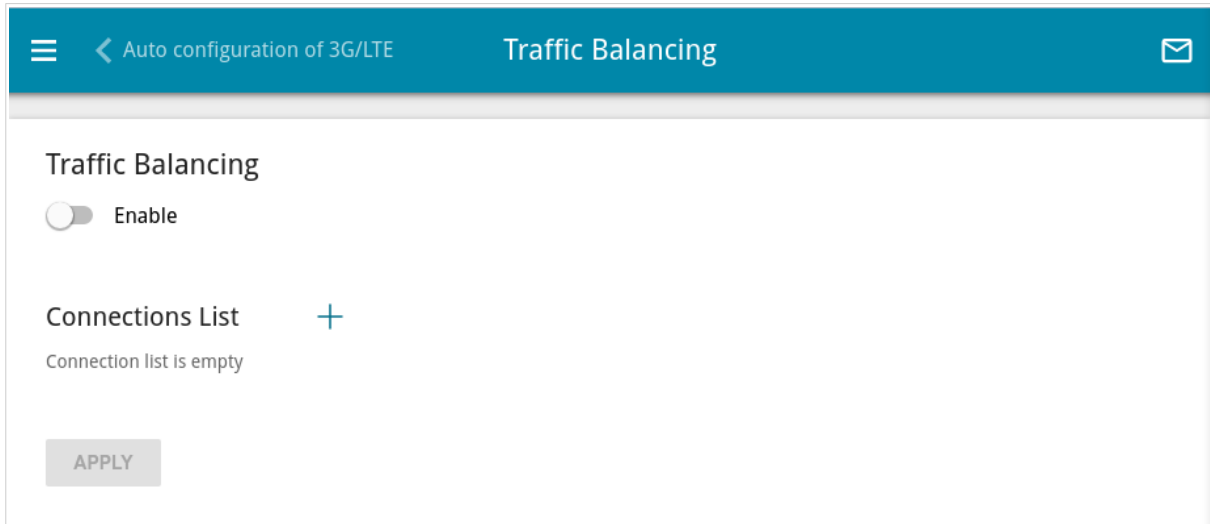 Auto configuration of 3G/LTE Traffic Balancing
Traffic Balancing
Enable
Connections List
Connection list is empty
APPLY